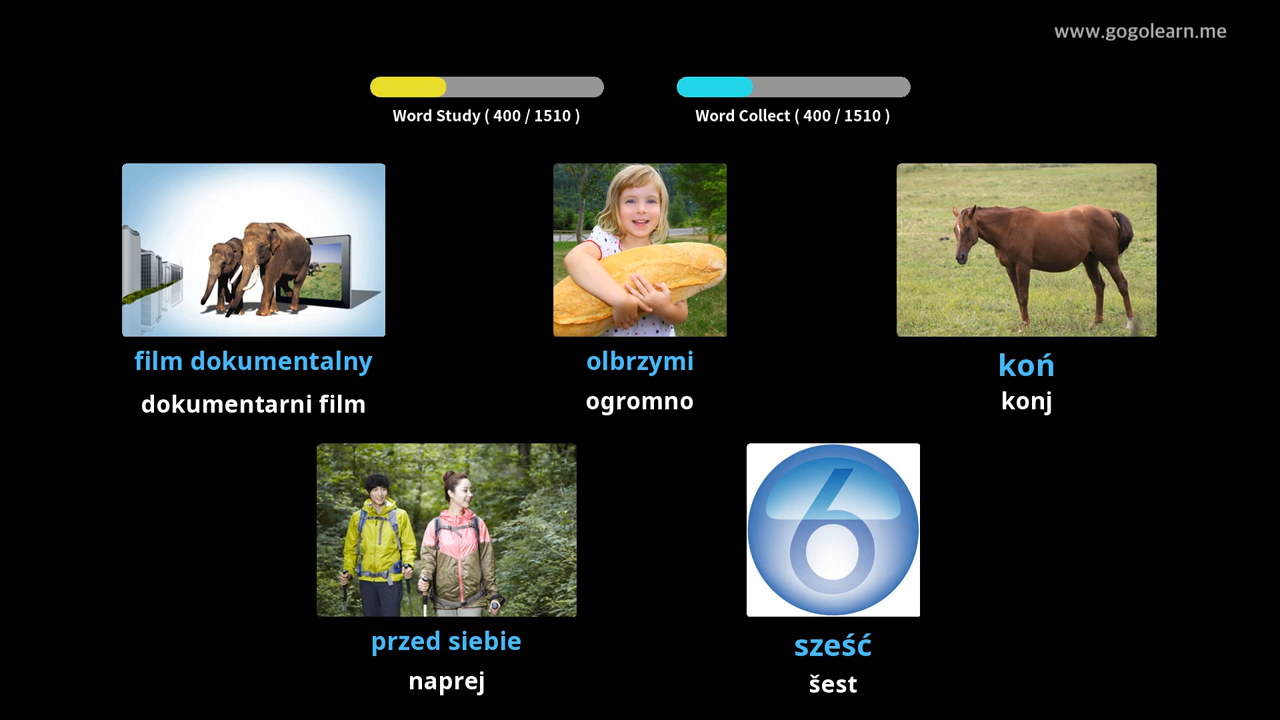 www.gogolearn.me
Word Study ( 400 / 1510 )
Word Collect ( 400 / 1510 )
film dokumentalny
dokumentarni film
olbrzymi
ogromno
koń
konj
przed siebie
naprej
6
sześć
šest